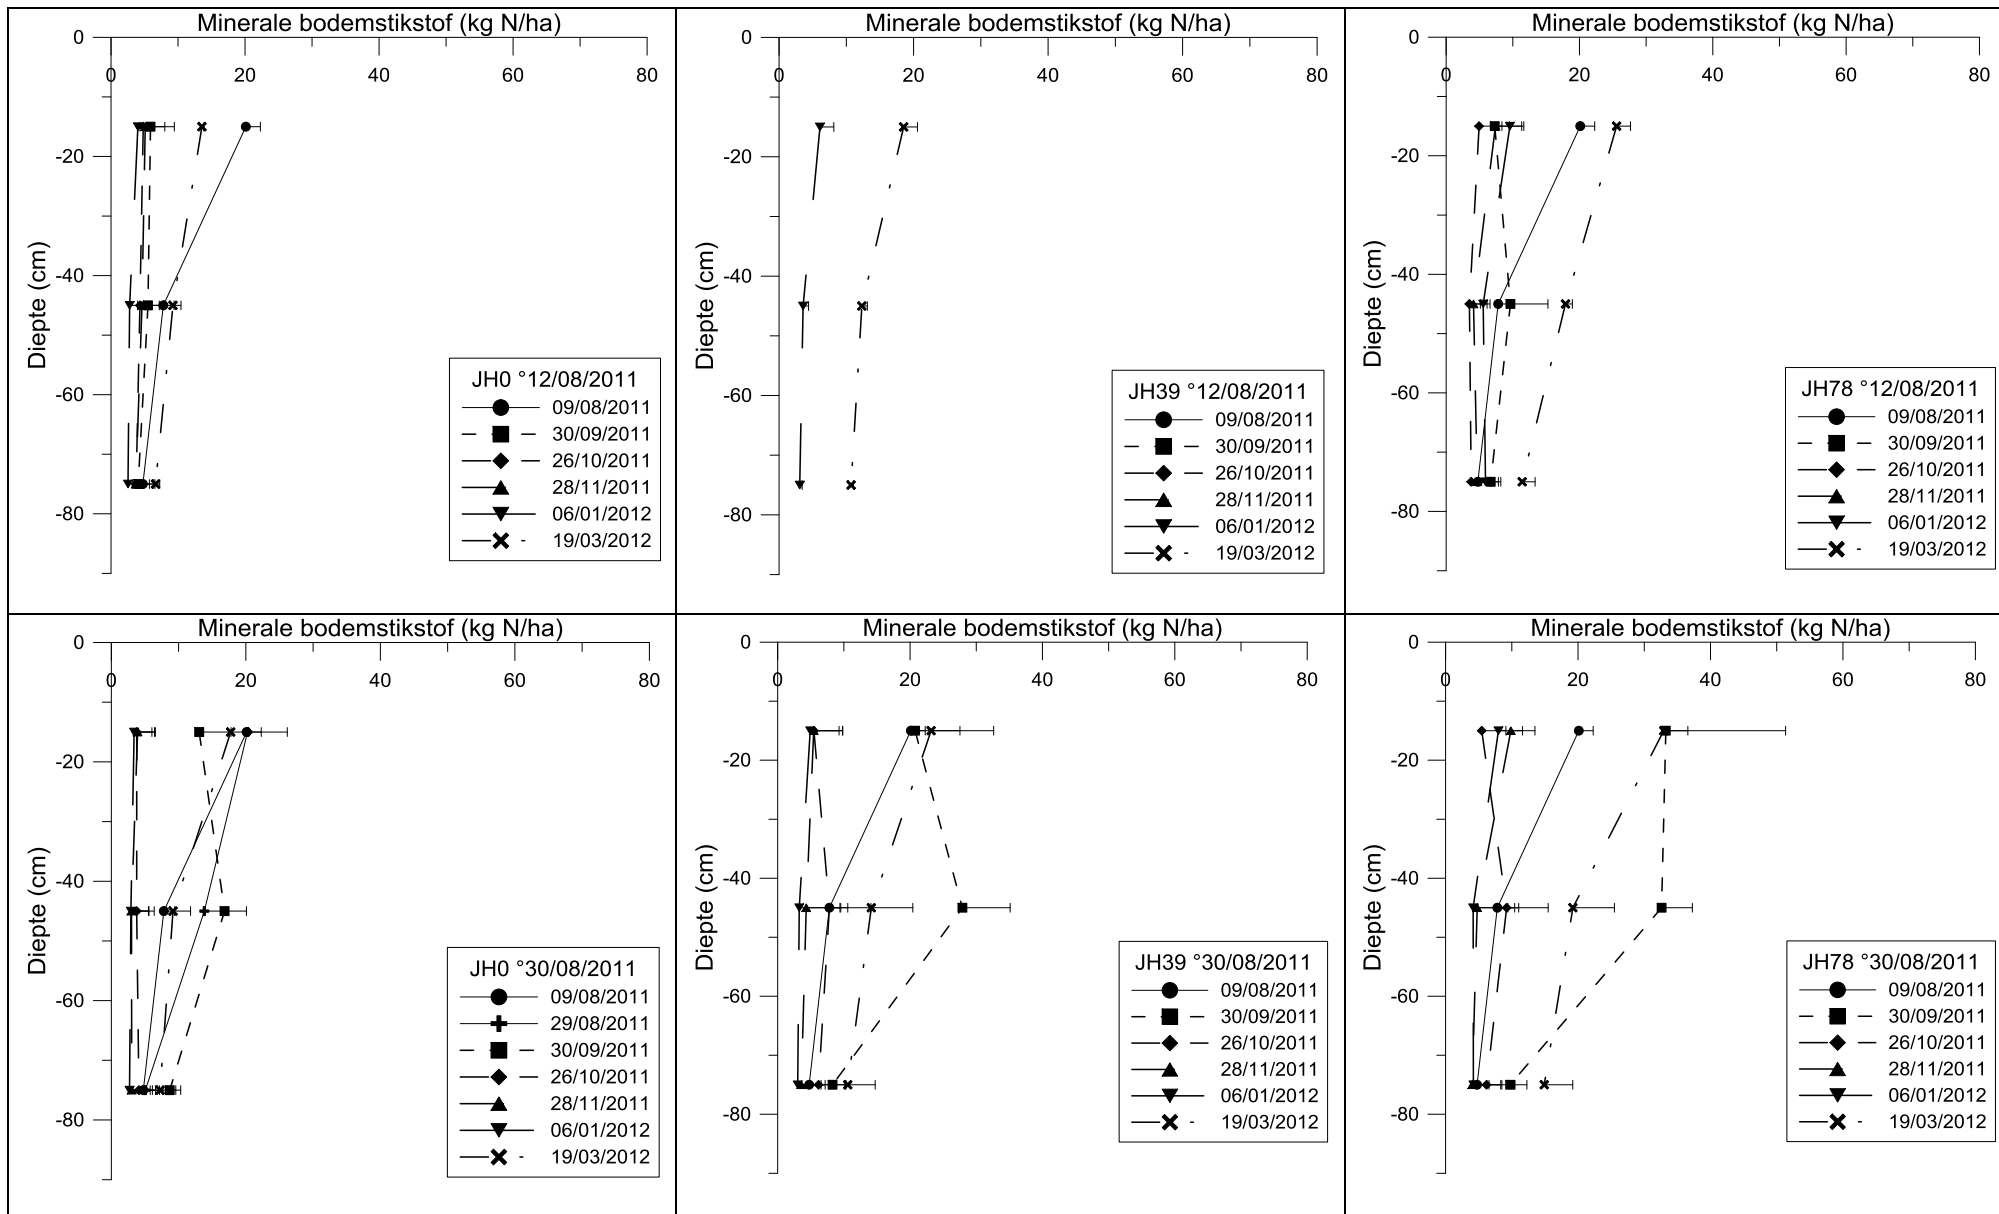 Minerale bodemstikstof (kg N/ha)
0
0 20 40 60 80
-20
-40
-60
-80
Diepte (cm)
JH0 °12/08/2011
09/08/2011
30/09/2011
26/10/2011
28/11/2011
06/01/2012
19/03/2012
Minerale bodemstikstof (kg N/ha)
0
0 20 40 60 80
-20
-40
-60
-80
Diepte (cm)
JH39 °12/08/2011
09/08/2011
30/09/2011
26/10/2011
28/11/2011
06/01/2012
19/03/2012
Minerale bodemstikstof (kg N/ha)
0
0 20 40 60 80
-20
-40
-60
-80
Diepte (cm)
JH78 °12/08/2011
09/08/2011
30/09/2011
26/10/2011
28/11/2011
06/01/2012
19/03/2012
Minerale bodemstikstof (kg N/ha)
0
0 20 40 60 80
-20
-40
-60
-80
Diepte (cm)
JH0 °30/08/2011
09/08/2011
29/08/2011
30/09/2011
26/10/2011
28/11/2011
06/01/2012
19/03/2012
Minerale bodemstikstof (kg N/ha)
0
0 20 40 60 80
-20
-40
-60
-80
Diepte (cm)
JH39 °30/08/2011
09/08/2011
30/09/2011
26/10/2011
28/11/2011
06/01/2012
19/03/2012
Minerale bodemstikstof (kg N/ha)
0
0 20 40 60 80
-20
-40
-60
-80
Diepte (cm)
JH78 °30/08/2011
09/08/2011
30/09/2011
26/10/2011
28/11/2011
06/01/2012
19/03/2012